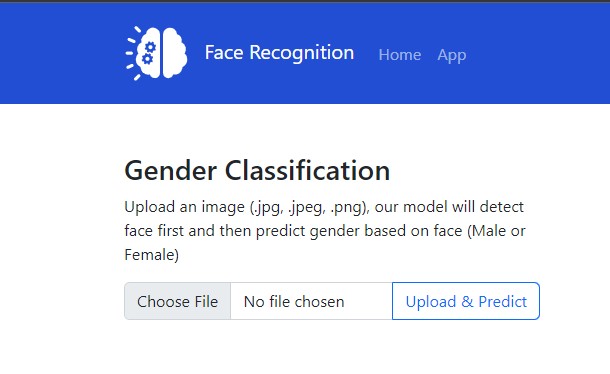 Face Recognition Home App
Gender Classification
Upload an image (.jpg, .jpeg, .png), our model will detect
face first and then predict gender based on face (Male or
Female)
Choose File No file chosen Upload & Predict